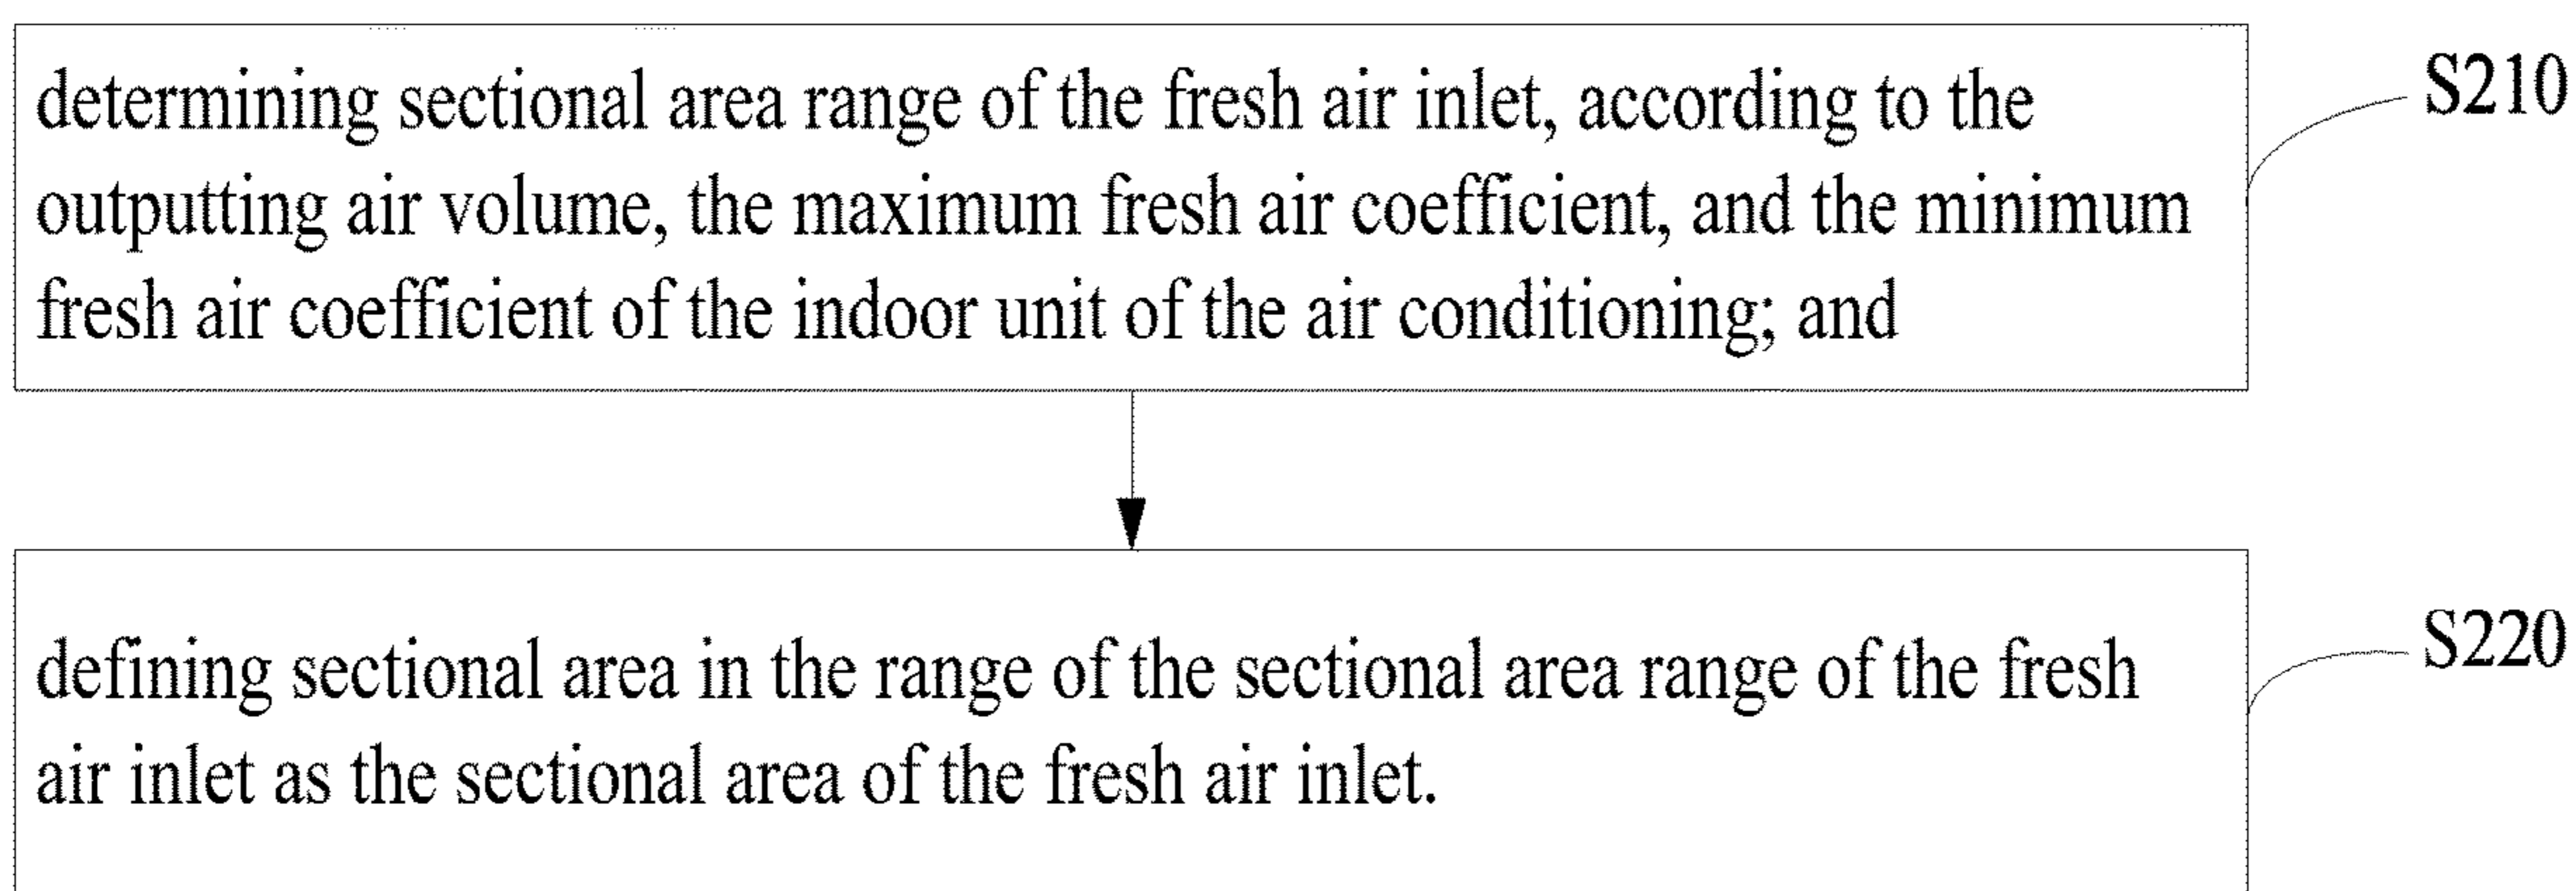 determining sectional area range of the fresh air inlet, according to the
S210
outputting air volume, the maximum fresh air coefficient, and the minimum
fresh air coefficient of the indoor unit of the air conditioning; and
defining sectional area in the range of the sectional area range of the fresh
S220
air inlet as the sectional area of the fresh air inlet.